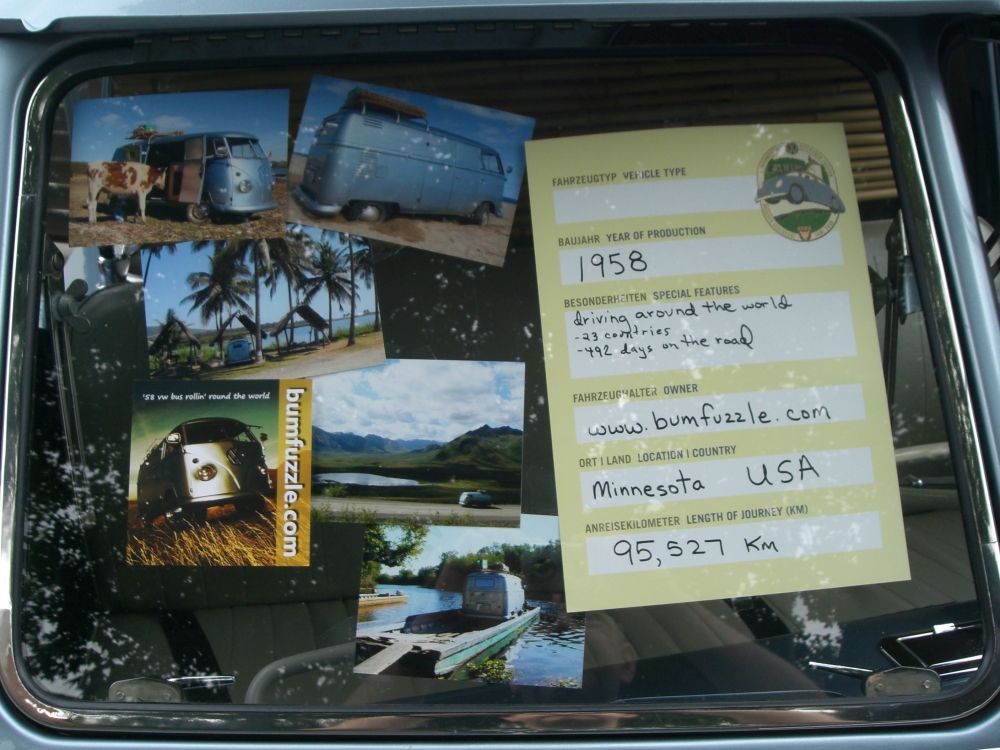 '58 vw bus rollin' round the world
bumfuzzle.com
FAHRZEUGTYP VEHICLE TYPE
BAUJAHR YEAR OF PRODUCTION
1958
BESONDERHEITEN SPECIAL FEATURES
driving around the world
-23 countries
-492 days on the road
FAHRZEUGHALTER OWNER
www.bumfuzzle.com
ORT I LAND LOCATION I COUNTRY
Minnesota USA
ANREISEKILOMETER LENGTH OF JOURNEY (KM)
95,527 Km